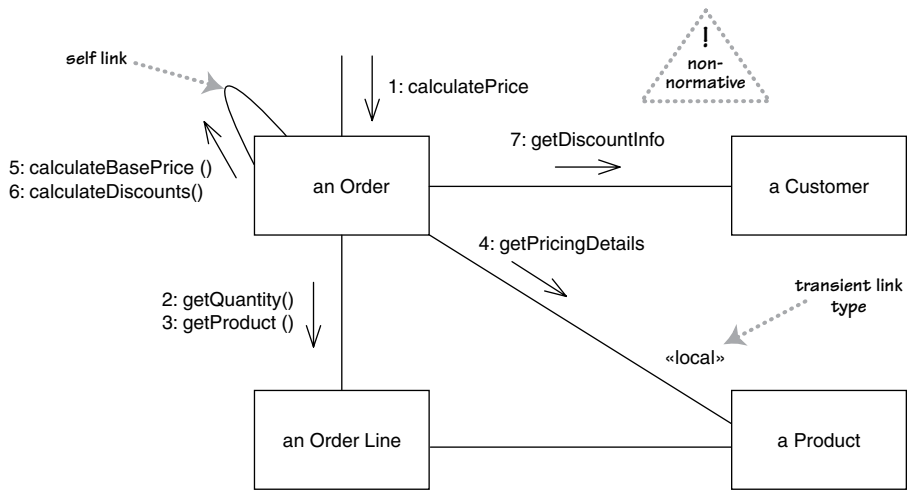 self link
1: calculatePrice
!
non-
normative
5: calculateBasePrice ()
6: calculateDiscounts()
an Order
7: getDiscountInfo
a Customer
4: getPricingDetails
2: getQuantity()
3: getProduct ()
transient link
type
«local»
an Order Line
a Product